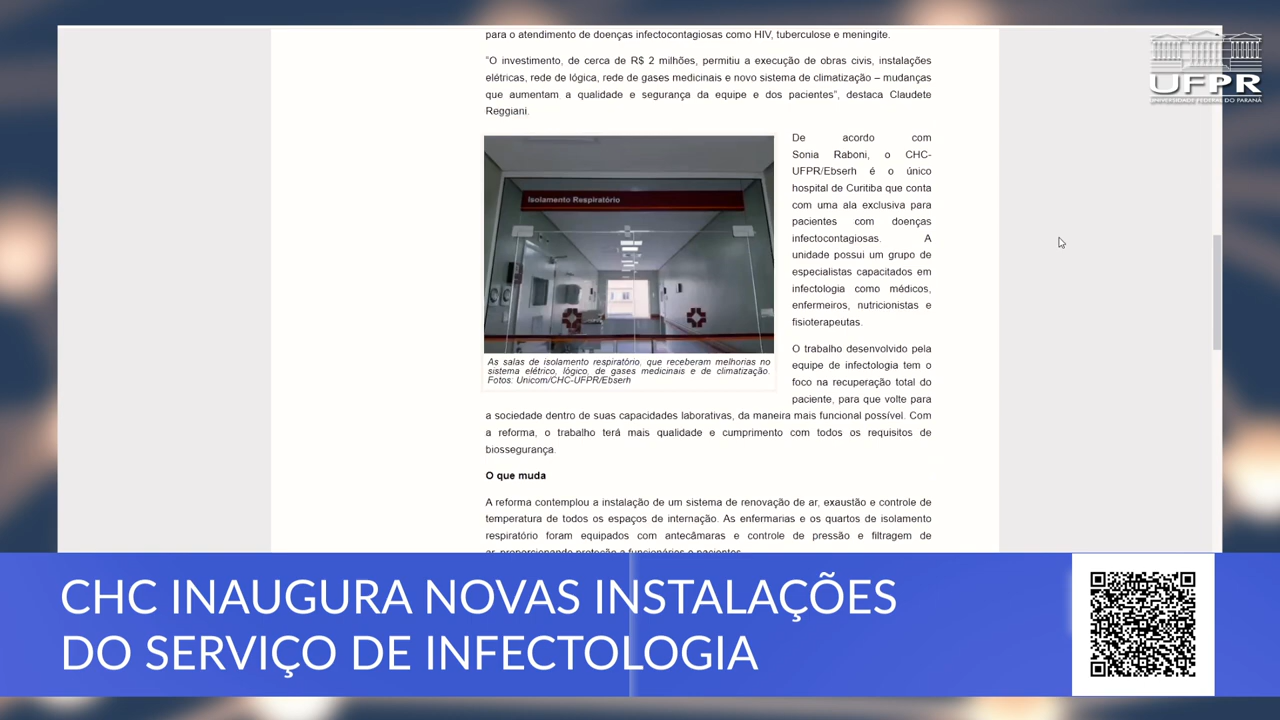 para o atendimento de doenças infectocontagiosas como HIV, tuberculose e meningite.
"O investimento, de cerca de R$ 2 milhões, permitiu a execução de obras civis, instalações
elétricas, rede de lógica, rede de gases medicinais e novo sistema de climatização – mudanças
que aumentam a qualidade e segurança da equipe e dos pacientes", destaca Claudete
Reggiani.
UFPR
UNIVERSIDADE FEDERAL DO PARANÁ
Isolamento Respiratório
As salas de isolamento respiratório, que receberam melhorias no
sistema elétrico, lógico, de gases medicinais e de climatização.
Fotos: Unicom/CHC-UFPR/Ebserh
De acordo com
Sonia Raboni, o CHC-
UFPR/Ebserh é o único
hospital de Curitiba que conta
com uma ala exclusiva para
pacientes com doenças
infectocontagiosas. A
unidade possui um grupo de
especialistas capacitados em
infectologia como médicos,
enfermeiros, nutricionistas e
fisioterapeutas.
O trabalho desenvolvido pela
equipe de infectologia tem o
foco na recuperação total do
paciente, para que volte para
a sociedade dentro de suas capacidades laborativas, da maneira mais funcional possível. Com
a reforma, o trabalho terá mais qualidade e cumprimento com todos os requisitos de
biossegurança.
O que muda
A reforma contemplou a instalação de um sistema de renovação de ar, exaustão e controle de
temperatura de todos os espaços de internação. As enfermarias e os quartos de isolamento
respiratório foram equipados com antecâmaras e controle de pressão e filtragem de
ar, proporcionando proteção a funcionários e pacientes.
CHC INAUGURA NOVAS INSTALAÇÕES
DO SERVIÇO DE INFECTOLOGIA